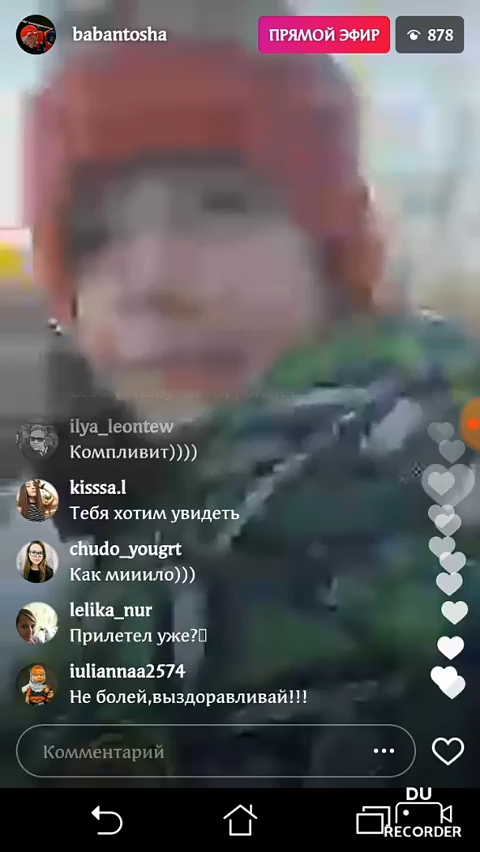 babantosha
ПРЯМОЙ ЭФИР
878
ilya_leontew
Компливит))))
kisssa.l
Тебя хотим увидеть
chudo_yougrt
Как мииило)))
lelika_nur
Прилетел уже?
iuliannaa2574
Не болей,выздоравливай!!!
Комментарий
DU
RECORDER